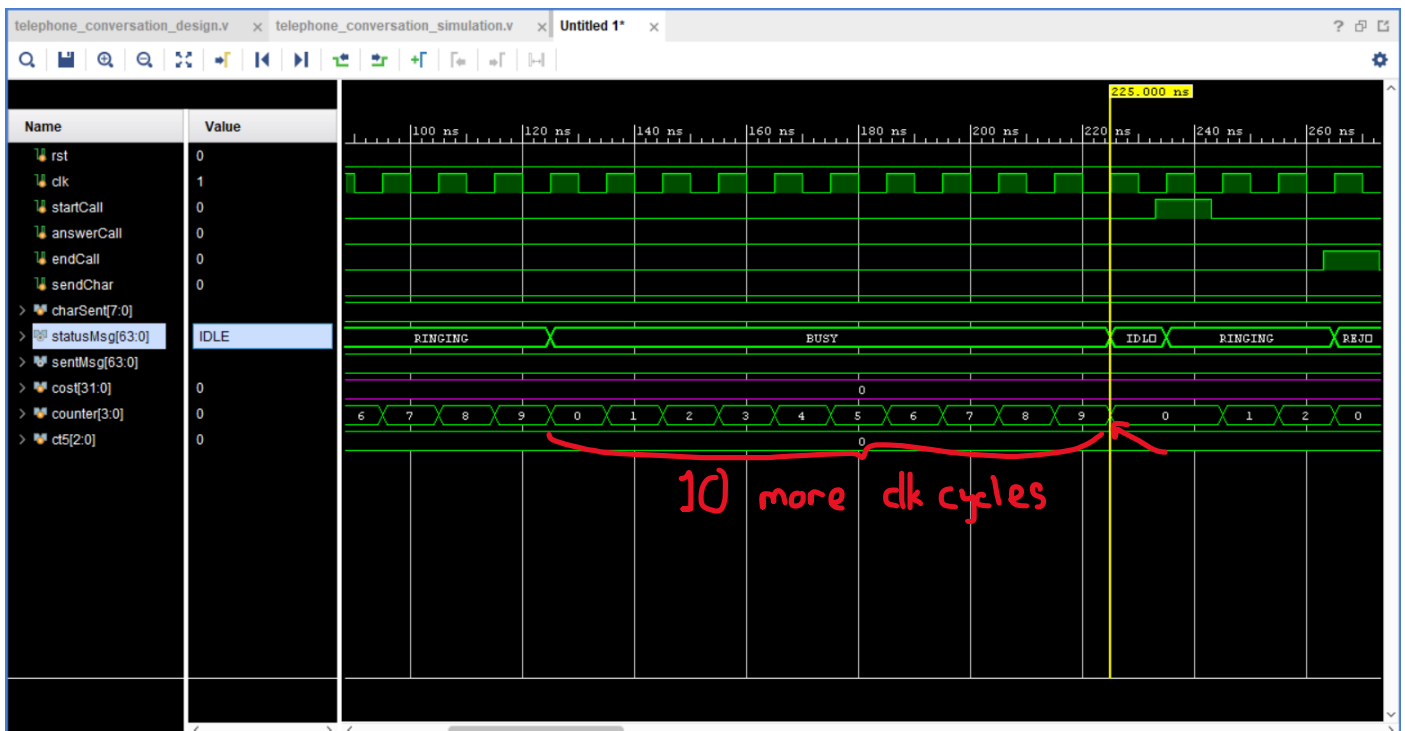 telephone_conversation_design.v × telephone_conversation_simulation.v × Untitled 1* ×
225.000 ns
Name Value
100 ns 120 ns 140 ns 160 ns 180 ns 200 ns 220 ns 240 ns 260 ns
rst 0
clk 1
startCall 0
answerCall 0
endCall 0
sendChar 0
charSent[7:0]
statusMsg[63:0] IDLE RINGING BUSY IDL RINGING REJ
sentMsg[63:0]
cost[31:0] 0 0
counter[3:0] 0 6 7 8 9 0 1 2 3 4 5 6 7 8 9 0 1 2 0
ct5[2:0] 0 0
10 more clk cycles